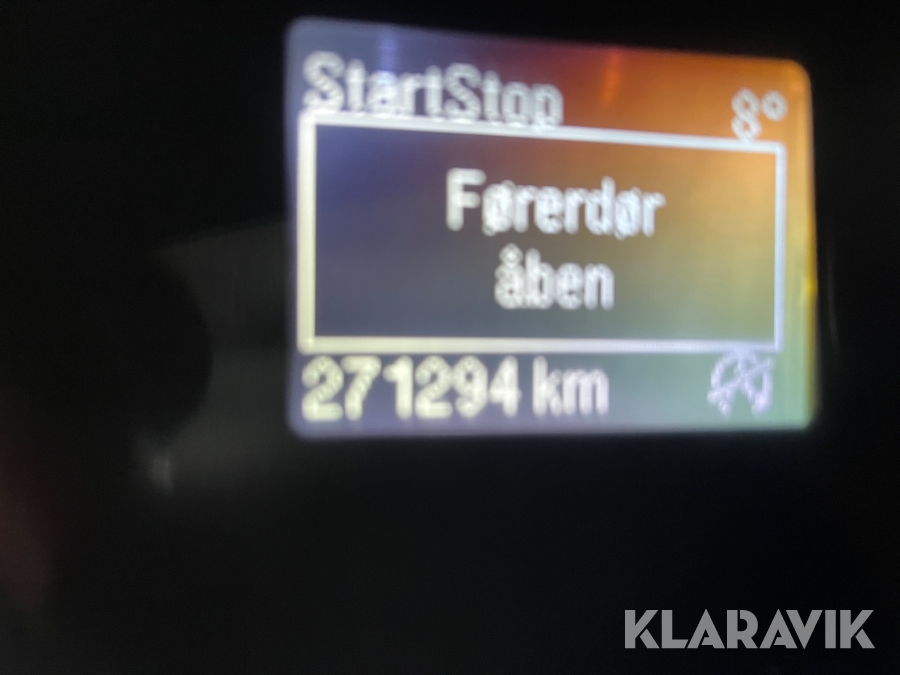 StartStop 8°
Førerdør
åben
271294 km
KLARAVIK